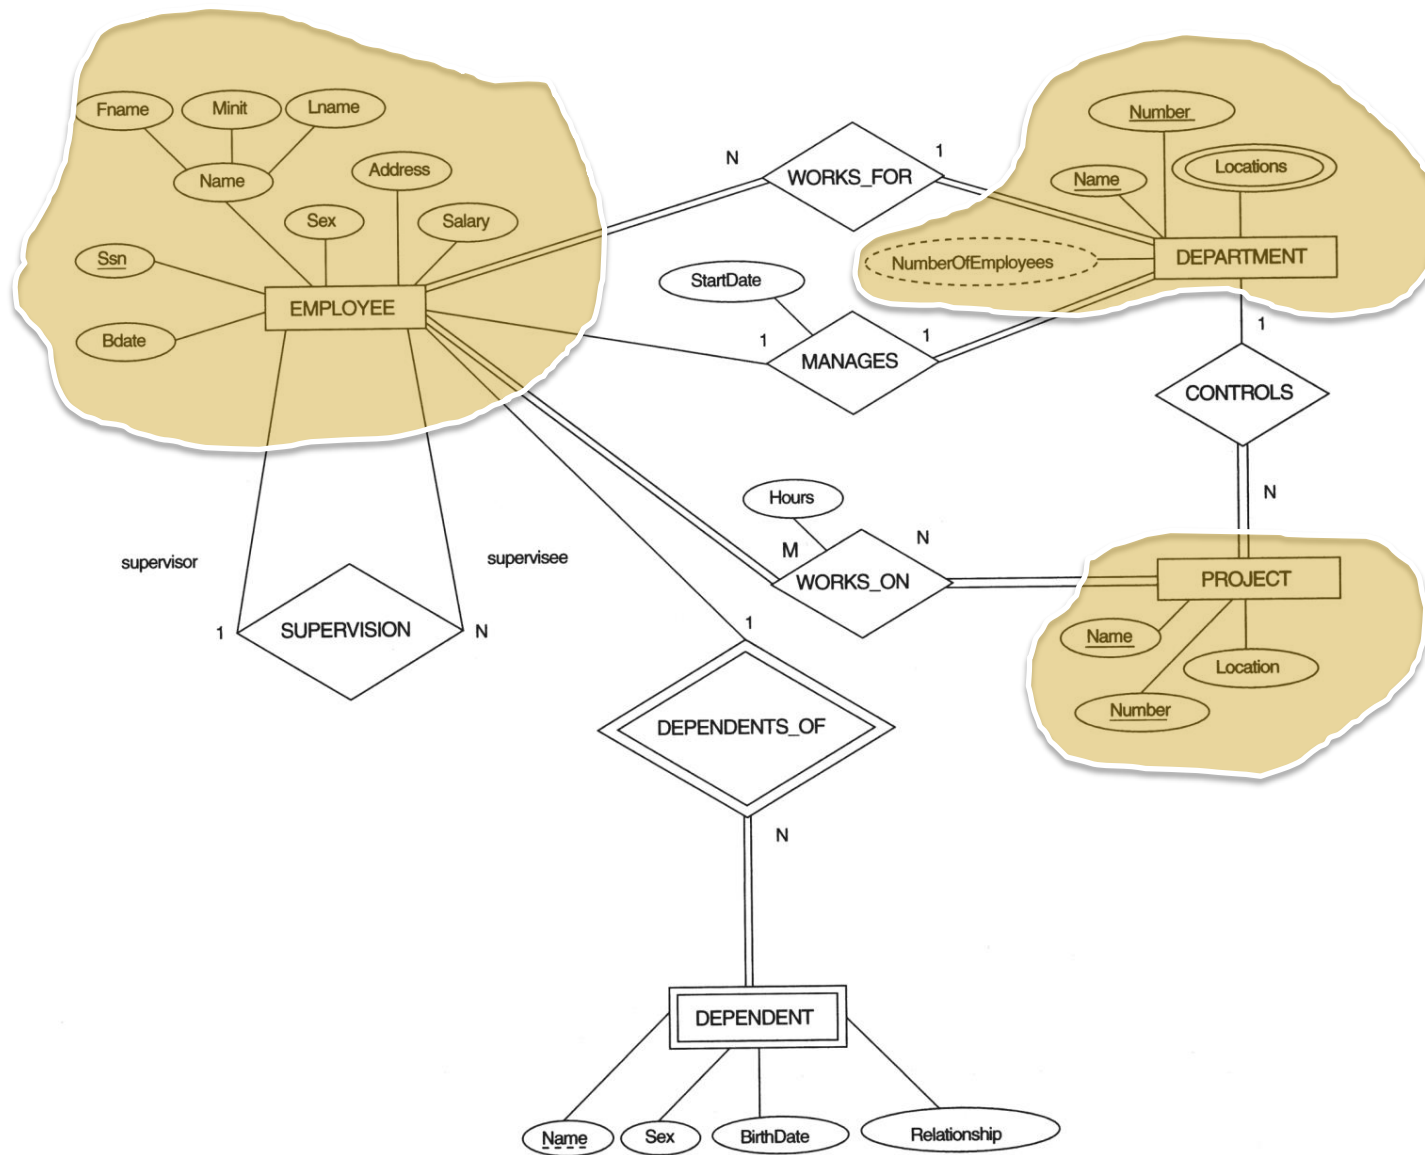 Fname
Minit
Lname
Name
Address
Sex
Salary
Ssn
Bdate
EMPLOYEE
N
WORKS_FOR
1
Number
Name
Locations
NumberOfEmployees
DEPARTMENT
StartDate
1
MANAGES
1
1
CONTROLS
N
supervisor
supervisee
1
SUPERVISION
N
Hours
M
N
WORKS_ON
PROJECT
Name
Location
Number
1
DEPENDENTS_OF
N
DEPENDENT
Name
Sex
BirthDate
Relationship